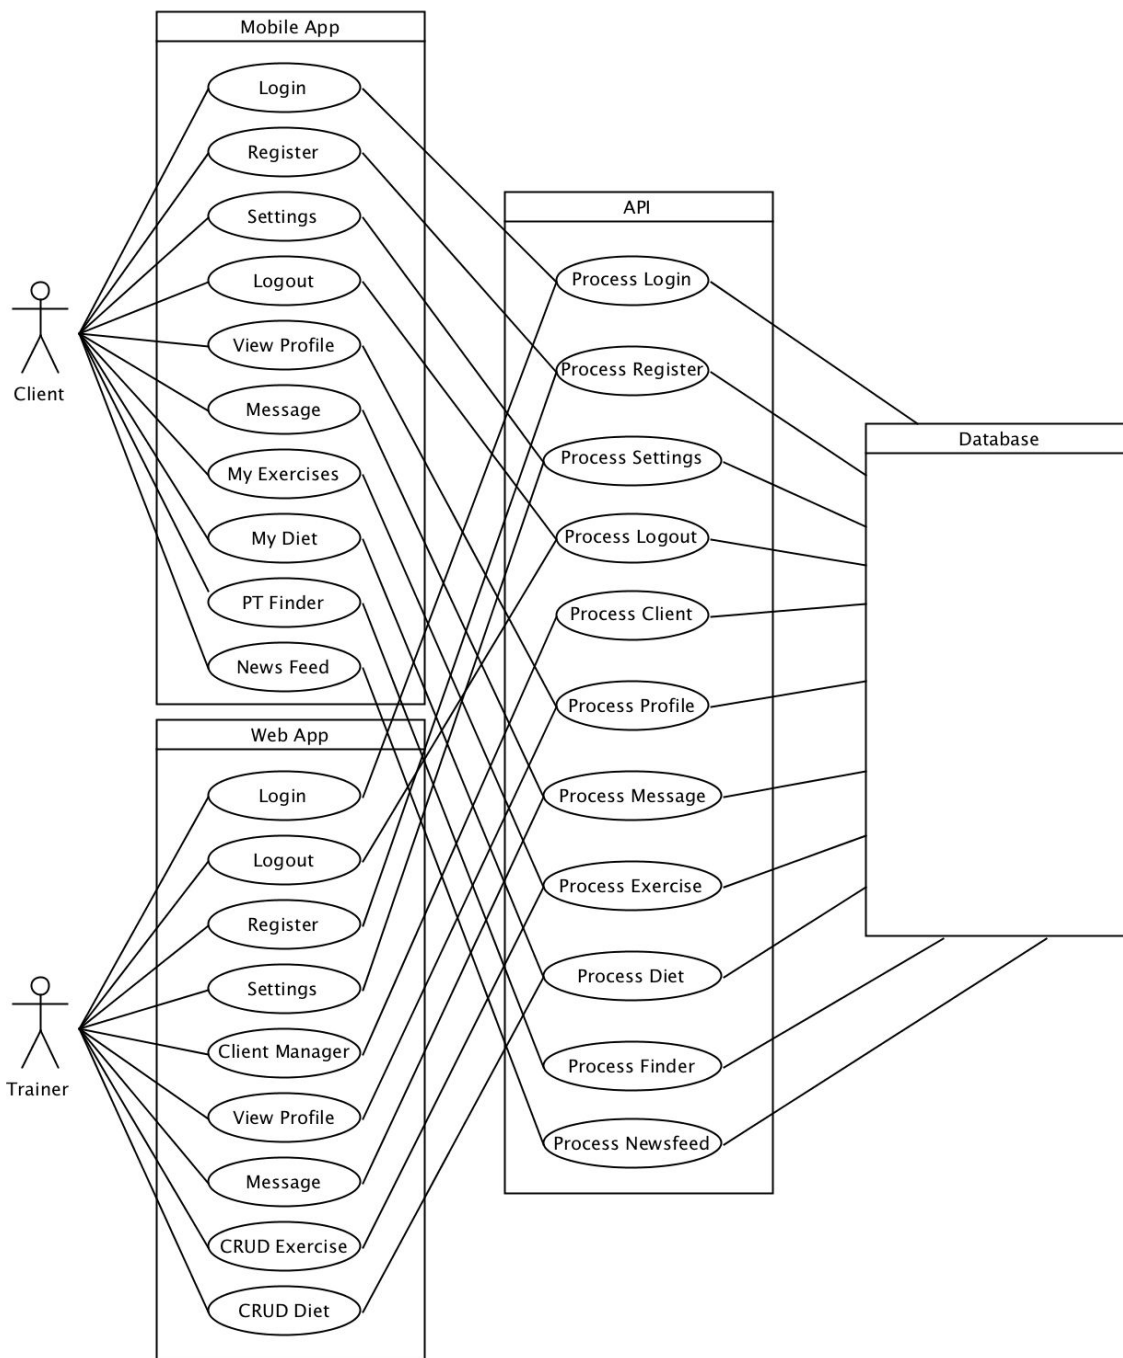 Mobile App
Login
Register
Settings
Logout
View Profile
Message
My Exercises
My Diet
PT Finder
News Feed
Client
Web App
Login
Logout
Register
Settings
Client Manager
View Profile
Message
CRUD Exercise
CRUD Diet
Trainer
API
Process Login
Process Register
Process Settings
Process Logout
Process Client
Process Profile
Process Message
Process Exercise
Process Diet
Process Finder
Process Newsfeed
Database